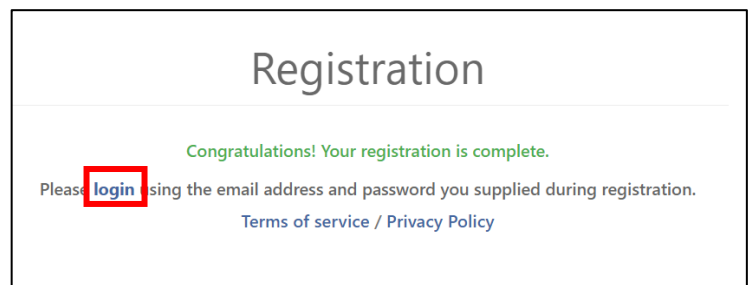 Registration
Congratulations! Your registration is complete.
Please login using the email address and password you supplied during registration.
Terms of service / Privacy Policy